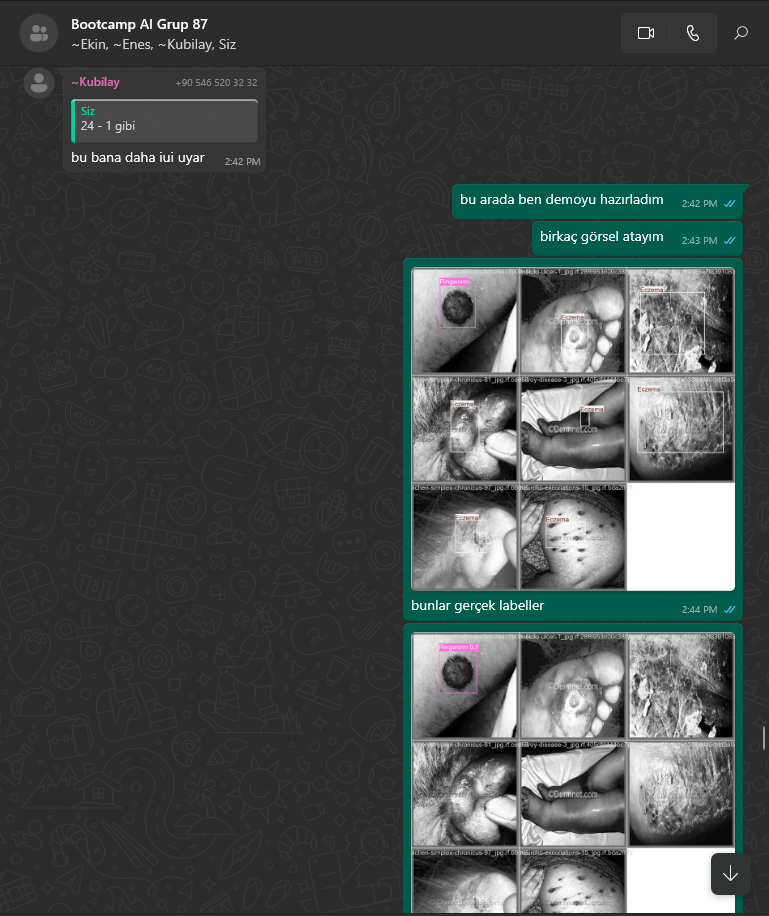 Bootcamp AI Grup 87
~Ekin, ~Enes, ~Kubilay, Siz
~Kubilay +90 546 520 32 32
Siz
24 - 1 gibi
bu bana daha iui uyar 2:42 PM
bu arada ben demoyu hazırladım 2:42 PM
birkaç görsel atayım 2:43 PM
Ringworm
Eczema
Eczema
©Dermnet.com
Eczema
Eczema
Eczema
©Dermnet.com
Eczema
Eczema
bunlar gerçek labeller 2:44 PM
Ringworm 0.7
©Dermnet.com
©Dermnet.com